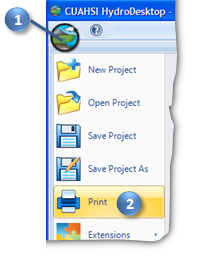 CUAHSI HydroDesktop -
1
?
New Project
Open Project
Save Project
Save Project As
Print
2
Extensions